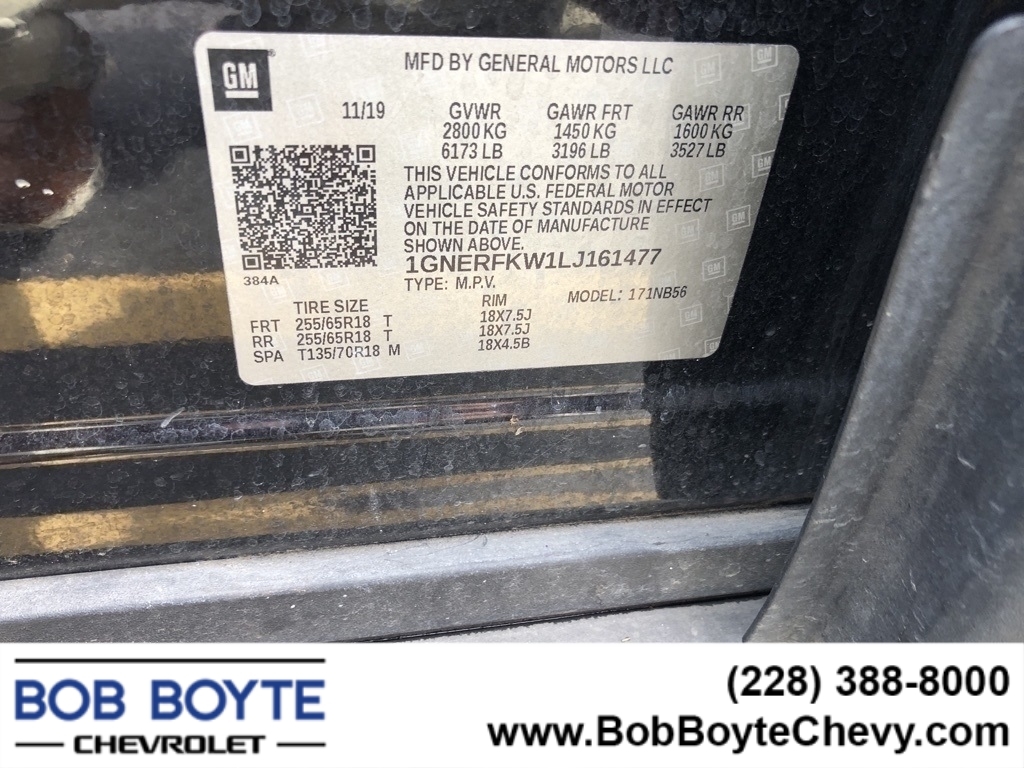 GM
MFD BY GENERAL MOTORS LLC
11/19 GVWR GAWR FRT GAWR RR
2800 KG 1450 KG 1600 KG
6173 LB 3196 LB 3527 LB
THIS VEHICLE CONFORMS TO ALL
APPLICABLE U.S. FEDERAL MOTOR
VEHICLE SAFETY STANDARDS IN EFFECT
ON THE DATE OF MANUFACTURE
SHOWN ABOVE.
1GNERFKW1LJ161477
384A
TYPE: M.P.V. MODEL: 171NB56
TIRE SIZE RIM
FRT 255/65R18 T 18X7.5J
RR 255/65R18 T 18X7.5J
SPA T135/70R18 M 18X4.5B
BOB BOYTE
CHEVROLET
(228) 388-8000
www.BobBoyteChevy.com